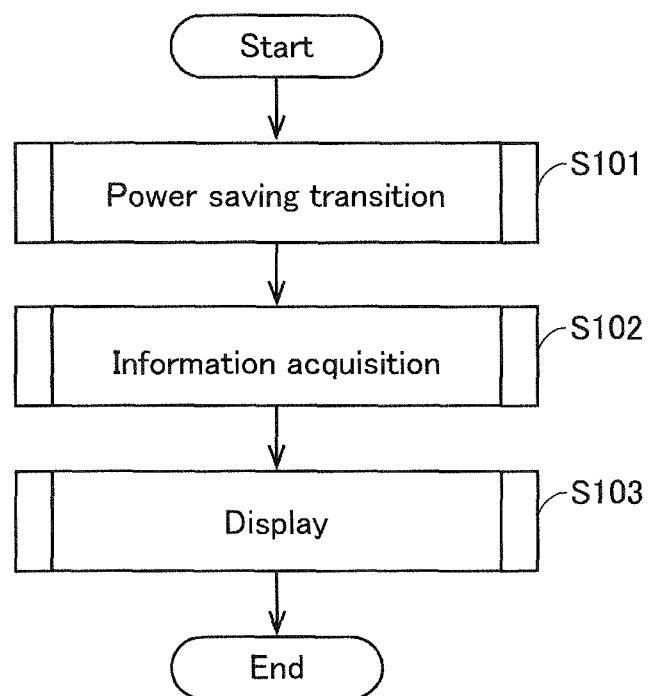 Start
Power saving transition
S101
Information acquisition
S102
Display
S103
End